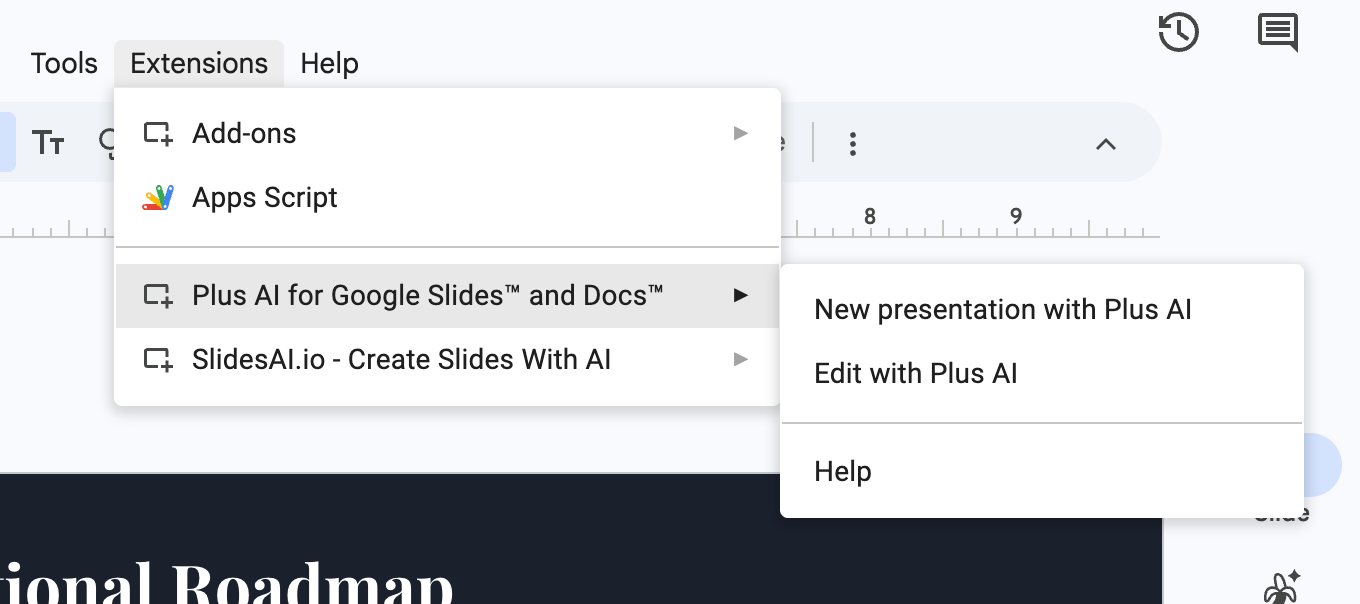 Tools Extensions Help
Add-ons
Apps Script
8 9
Plus AI for Google Slides™ and Docs™
SlidesAI.io - Create Slides With AI
New presentation with Plus AI
Edit with Plus AI
Help
Roadmap